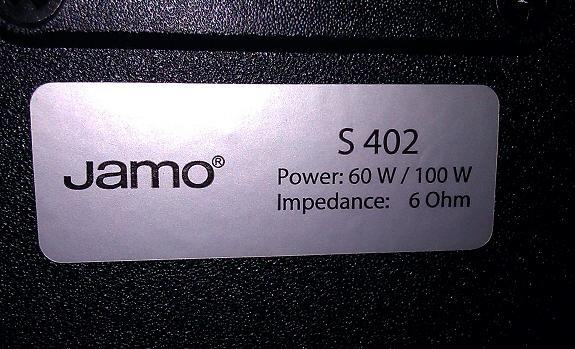 Jamo®
S 402
Power: 60 W / 100 W
Impedance: 6 Ohm